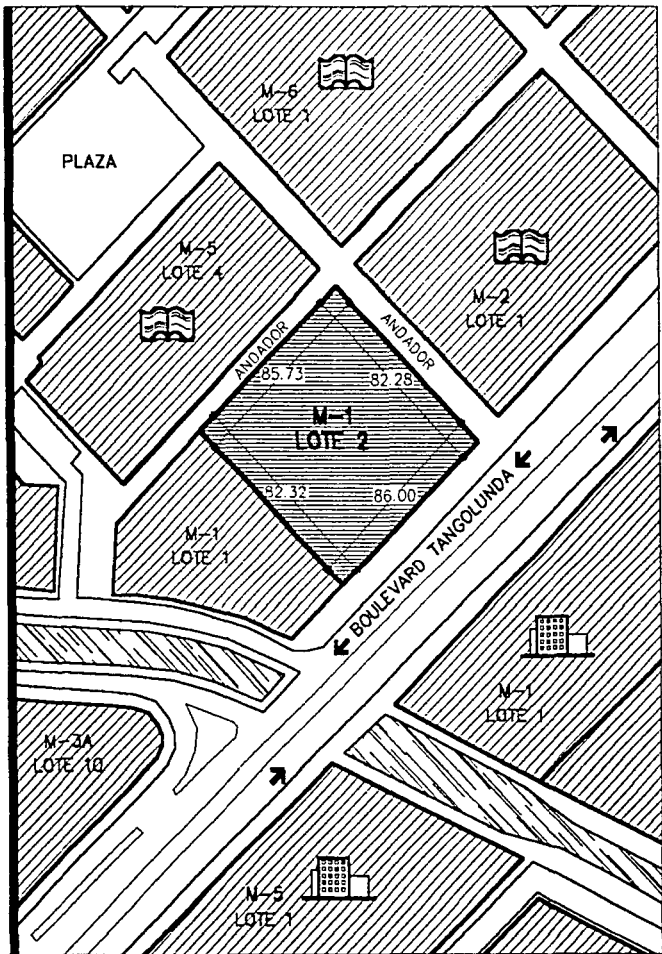 M-6
LOTE 1
PLAZA
M-5
LOTE 4
M-2
LOTE 1
ANDADOR
ANDADOR
85.73
82.28
M-1
LOTE 2
82.32
86.00
M-1
LOTE 1
BOULEVARD TANGOLUNDA
M-1
LOTE 1
M-3A
LOTE 10
M-5
LOTE 1